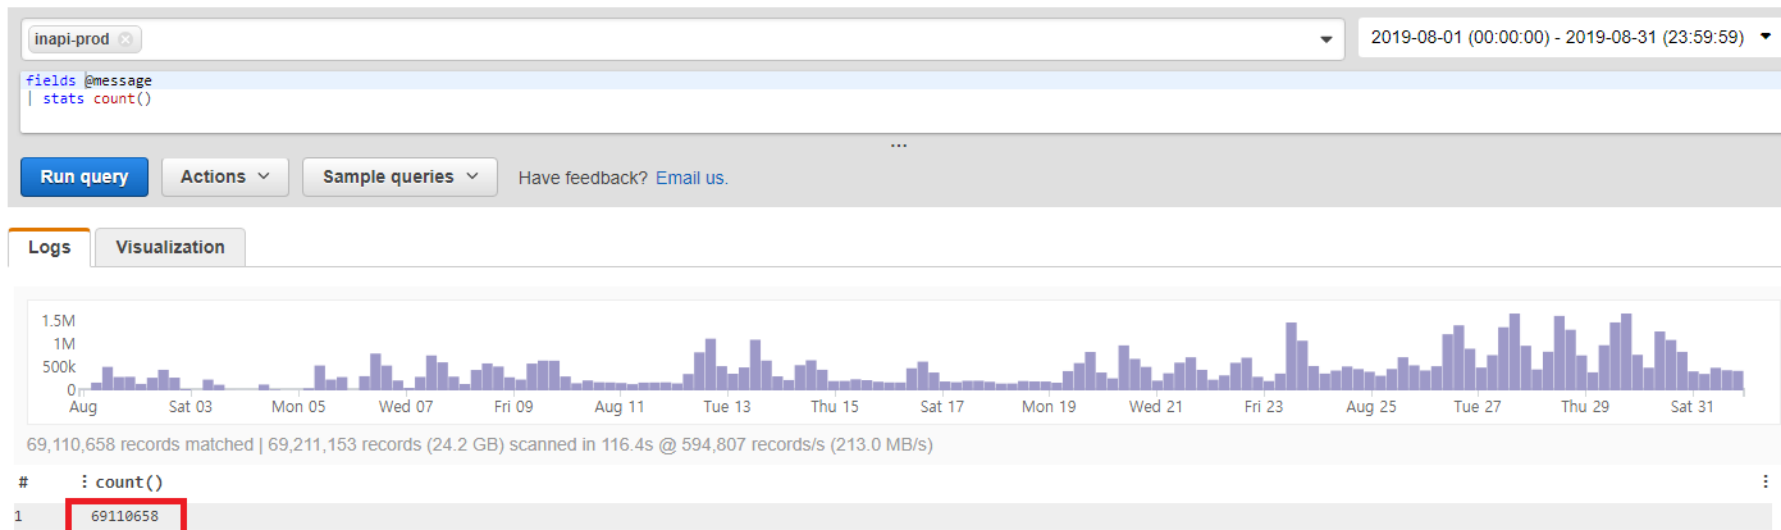 inapi-prod
2019-08-01 (00:00:00) - 2019-08-31 (23:59:59)
fields @message
| stats count()
...
Run query Actions Sample queries Have feedback? Email us.
Logs Visualization
1.5M
1M
500k
0
Aug Sat 03 Mon 05 Wed 07 Fri 09 Aug 11 Tue 13 Thu 15 Sat 17 Mon 19 Wed 21 Fri 23 Aug 25 Tue 27 Thu 29 Sat 31
69,110,658 records matched | 69,211,153 records (24.2 GB) scanned in 116.4s @ 594,807 records/s (213.0 MB/s)
# count()
1 69110658